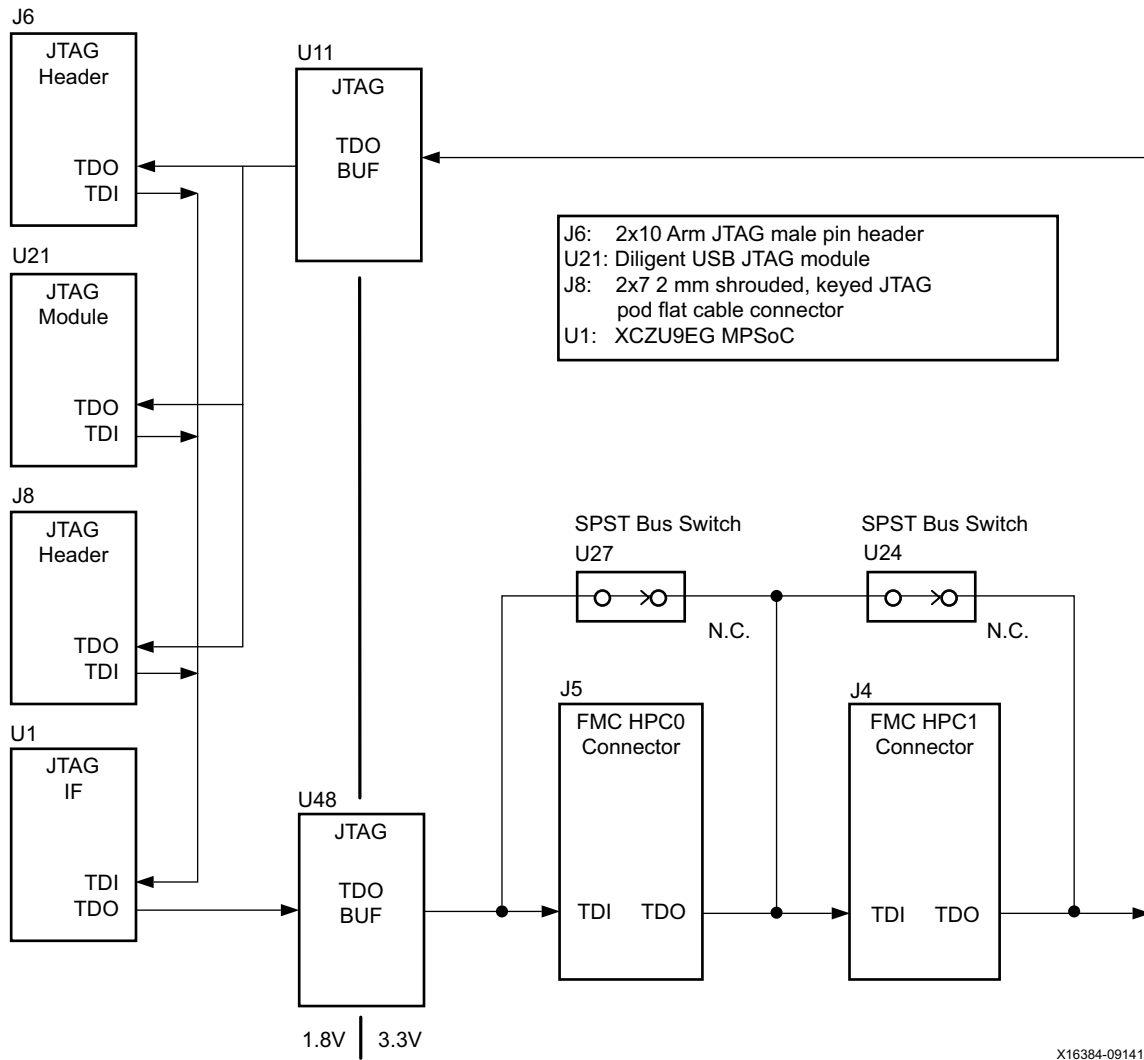 J6
JTAG
Header
TDO
TDI
U11
JTAG
TDO
BUF
J6: 2x10 Arm JTAG male pin header
U21: Diligent USB JTAG module
J8: 2x7 2 mm shrouded, keyed JTAG
pod flat cable connector
U1: XCZU9EG MPSoC
U21
JTAG
Module
TDO
TDI
J8
JTAG
Header
TDO
TDI
SPST Bus Switch
U27
N.C.
SPST Bus Switch
U24
N.C.
U1
JTAG
IF
TDI
TDO
U48
JTAG
TDO
BUF
J5
FMC HPC0
Connector
TDI TDO
J4
FMC HPC1
Connector
TDI TDO
1.8V 3.3V
X16384-09141